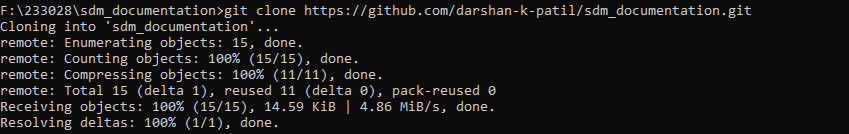 F:\233028\sdm_documentation>git clone https://github.com/darshan-k-patil/sdm_documentation.git
Cloning into 'sdm_documentation'...
remote: Enumerating objects: 15, done.
remote: Counting objects: 100% (15/15), done.
remote: Compressing objects: 100% (11/11), done.
remote: Total 15 (delta 1), reused 11 (delta 0), pack-reused 0
Receiving objects: 100% (15/15), 14.59 KiB | 4.86 MiB/s, done.
Resolving deltas: 100% (1/1), done.